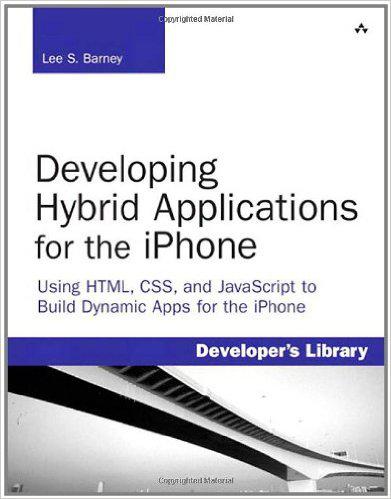 Copyrighted Material
Lee S. Barney
Developing
Hybrid Applications
for the iPhone
Using HTML, CSS, and JavaScript to
Build Dynamic Apps for the iPhone
Developer's Library
Copyrighted Material